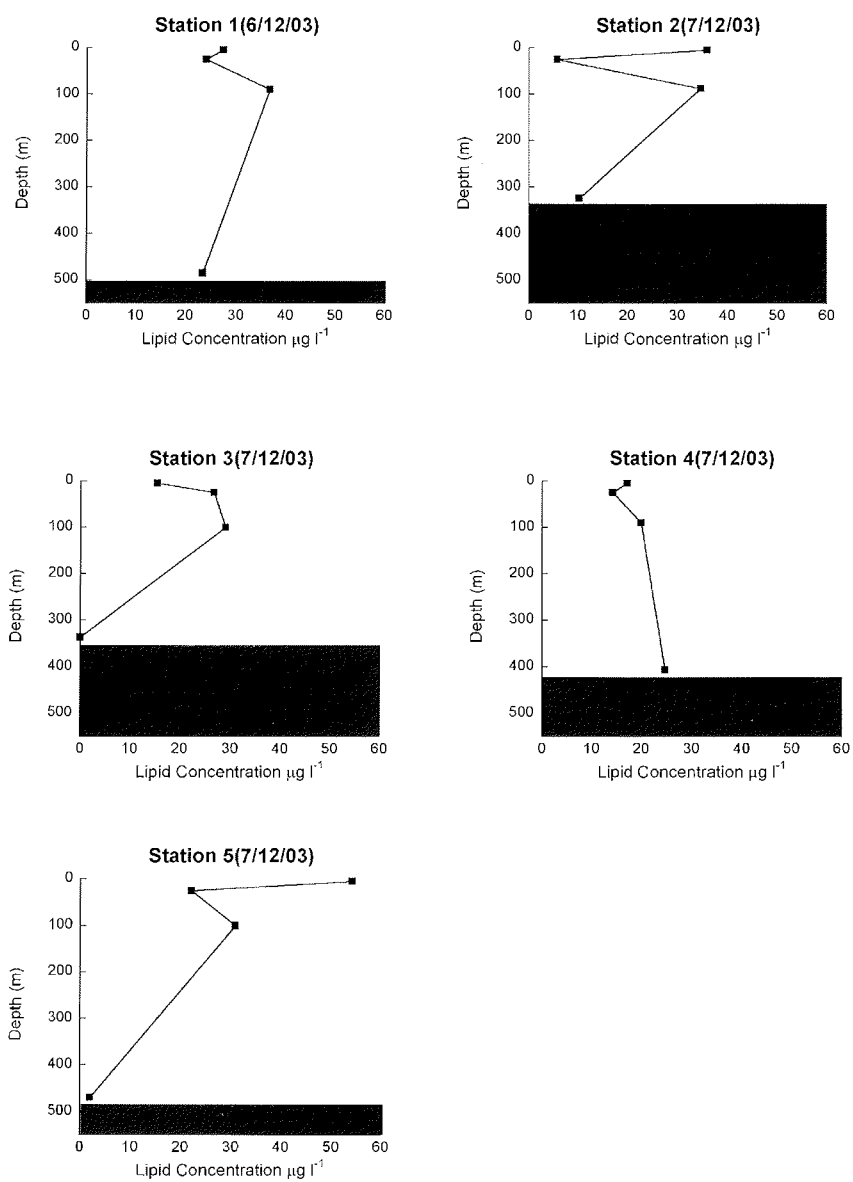 Station 1(6/12/03)
0
100
200
300
400
500
Depth (m)
0 10 20 30 40 50 60
Lipid Concentration µg l⁻¹
Station 2(7/12/03)
0
100
200
300
400
500
Depth (m)
0 10 20 30 40 50 60
Lipid Concentration µg l⁻¹
Station 3(7/12/03)
0
100
200
300
400
500
Depth (m)
0 10 20 30 40 50 60
Lipid Concentration µg l⁻¹
Station 4(7/12/03)
0
100
200
300
400
500
Depth (m)
0 10 20 30 40 50 60
Lipid Concentration µg l⁻¹
Station 5(7/12/03)
0
100
200
300
400
500
Depth (m)
0 10 20 30 40 50 60
Lipid Concentration µg l⁻¹